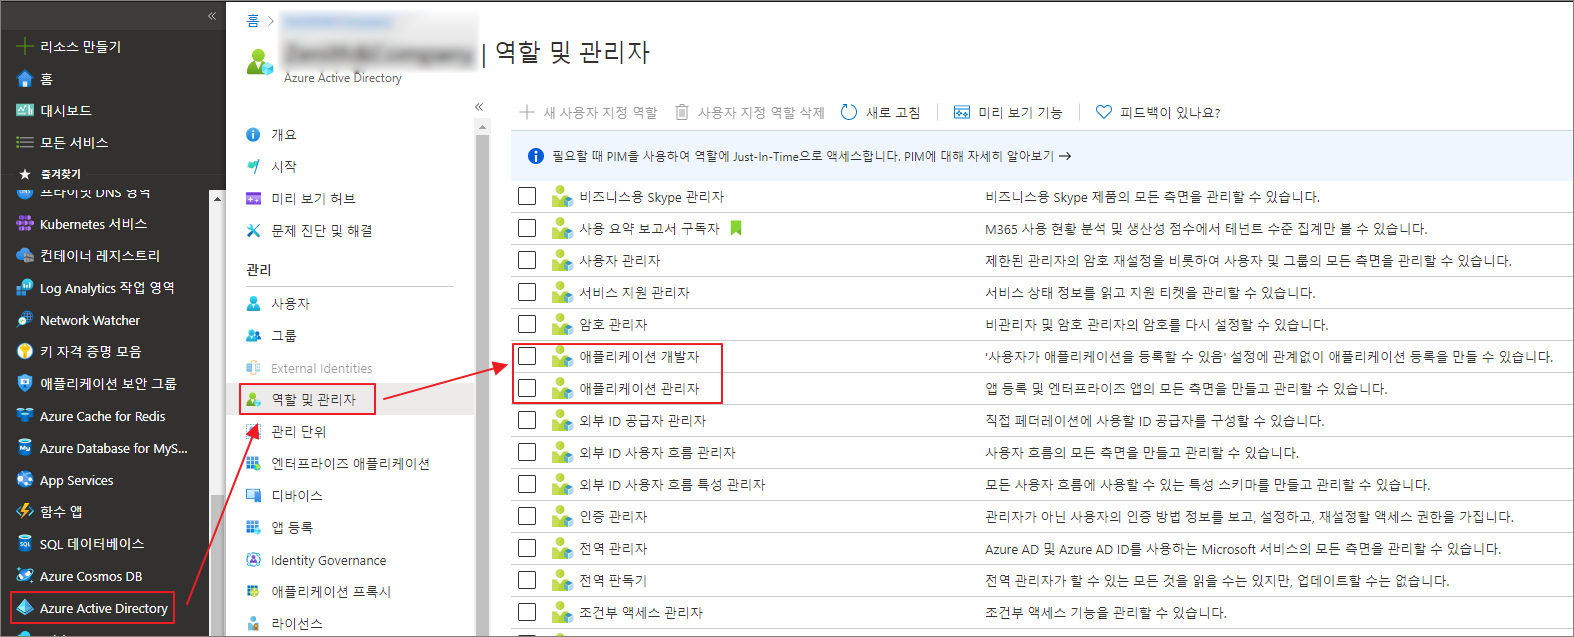 «
리소스 만들기
홈
대시보드
모든 서비스
즐겨찾기
프라이빗 DNS 영역
Kubernetes 서비스
컨테이너 레지스트리
Log Analytics 작업 영역
Network Watcher
키 자격 증명 모음
애플리케이션 보안 그룹
Azure Cache for Redis
Azure Database for MyS...
App Services
함수 앱
SQL 데이터베이스
Azure Cosmos DB
Azure Active Directory
홈 >
| 역할 및 관리자
Azure Active Directory
«
개요
시작
미리 보기 허브
문제 진단 및 해결
관리
사용자
그룹
External Identities
역할 및 관리자
관리 단위
엔터프라이즈 애플리케이션
디바이스
앱 등록
Identity Governance
애플리케이션 프록시
라이선스
새 사용자 지정 역할 사용자 지정 역할 삭제 새로 고침 미리 보기 기능 피드백이 있나요?
필요할 때 PIM을 사용하여 역할에 Just-In-Time으로 액세스합니다. PIM에 대해 자세히 알아보기 →
비즈니스용 Skype 관리자 비즈니스용 Skype 제품의 모든 측면을 관리할 수 있습니다.
사용 요약 보고서 구독자 M365 사용 현황 분석 및 생산성 점수에서 테넌트 수준 집계만 볼 수 있습니다.
사용자 관리자 제한된 관리자의 암호 재설정을 비롯하여 사용자 및 그룹의 모든 측면을 관리할 수 있습니다.
서비스 지원 관리자 서비스 상태 정보를 읽고 지원 티켓을 관리할 수 있습니다.
암호 관리자 비관리자 및 암호 관리자의 암호를 다시 설정할 수 있습니다.
애플리케이션 개발자 '사용자가 애플리케이션을 등록할 수 있음' 설정에 관계없이 애플리케이션 등록을 만들 수 있습니다.
애플리케이션 관리자 앱 등록 및 엔터프라이즈 앱의 모든 측면을 만들고 관리할 수 있습니다.
외부 ID 공급자 관리자 직접 페더레이션에 사용할 ID 공급자를 구성할 수 있습니다.
외부 ID 사용자 흐름 관리자 사용자 흐름의 모든 측면을 만들고 관리할 수 있습니다.
외부 ID 사용자 흐름 특성 관리자 모든 사용자 흐름에 사용할 수 있는 특성 스키마를 만들고 관리할 수 있습니다.
인증 관리자 관리자가 아닌 사용자의 인증 방법 정보를 보고, 설정하고, 재설정할 액세스 권한을 가집니다.
전역 관리자 Azure AD 및 Azure AD ID를 사용하는 Microsoft 서비스의 모든 측면을 관리할 수 있습니다.
전역 판독기 전역 관리자가 할 수 있는 모든 것을 읽을 수는 있지만, 업데이트할 수는 없습니다.
조건부 액세스 관리자 조건부 액세스 기능을 관리할 수 있습니다.